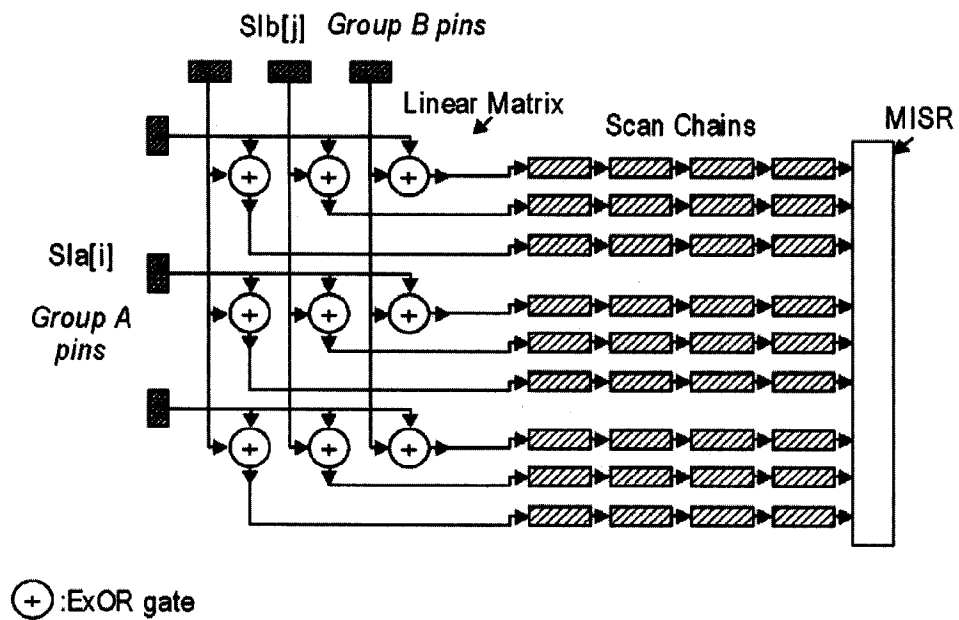 SIb[j] Group B pins
Linear Matrix
Scan Chains
MISR
+ + +
SIa[i]
Group A
pins
+ + +
+ + +
+ :ExOR gate